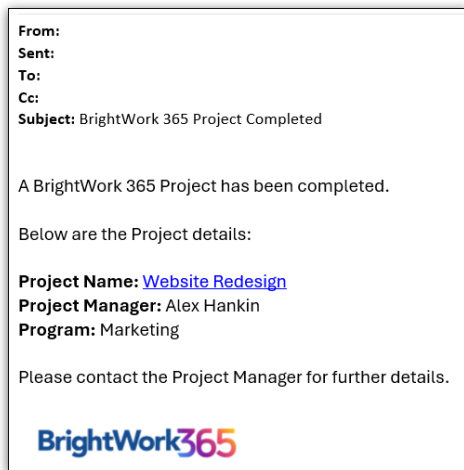 From:
Sent:
To:
Cc:
Subject: BrightWork 365 Project Completed
A BrightWork 365 Project has been completed.
Below are the Project details:
Project Name: Website Redesign
Project Manager: Alex Hankin
Program: Marketing
Please contact the Project Manager for further details.
BrightWork365